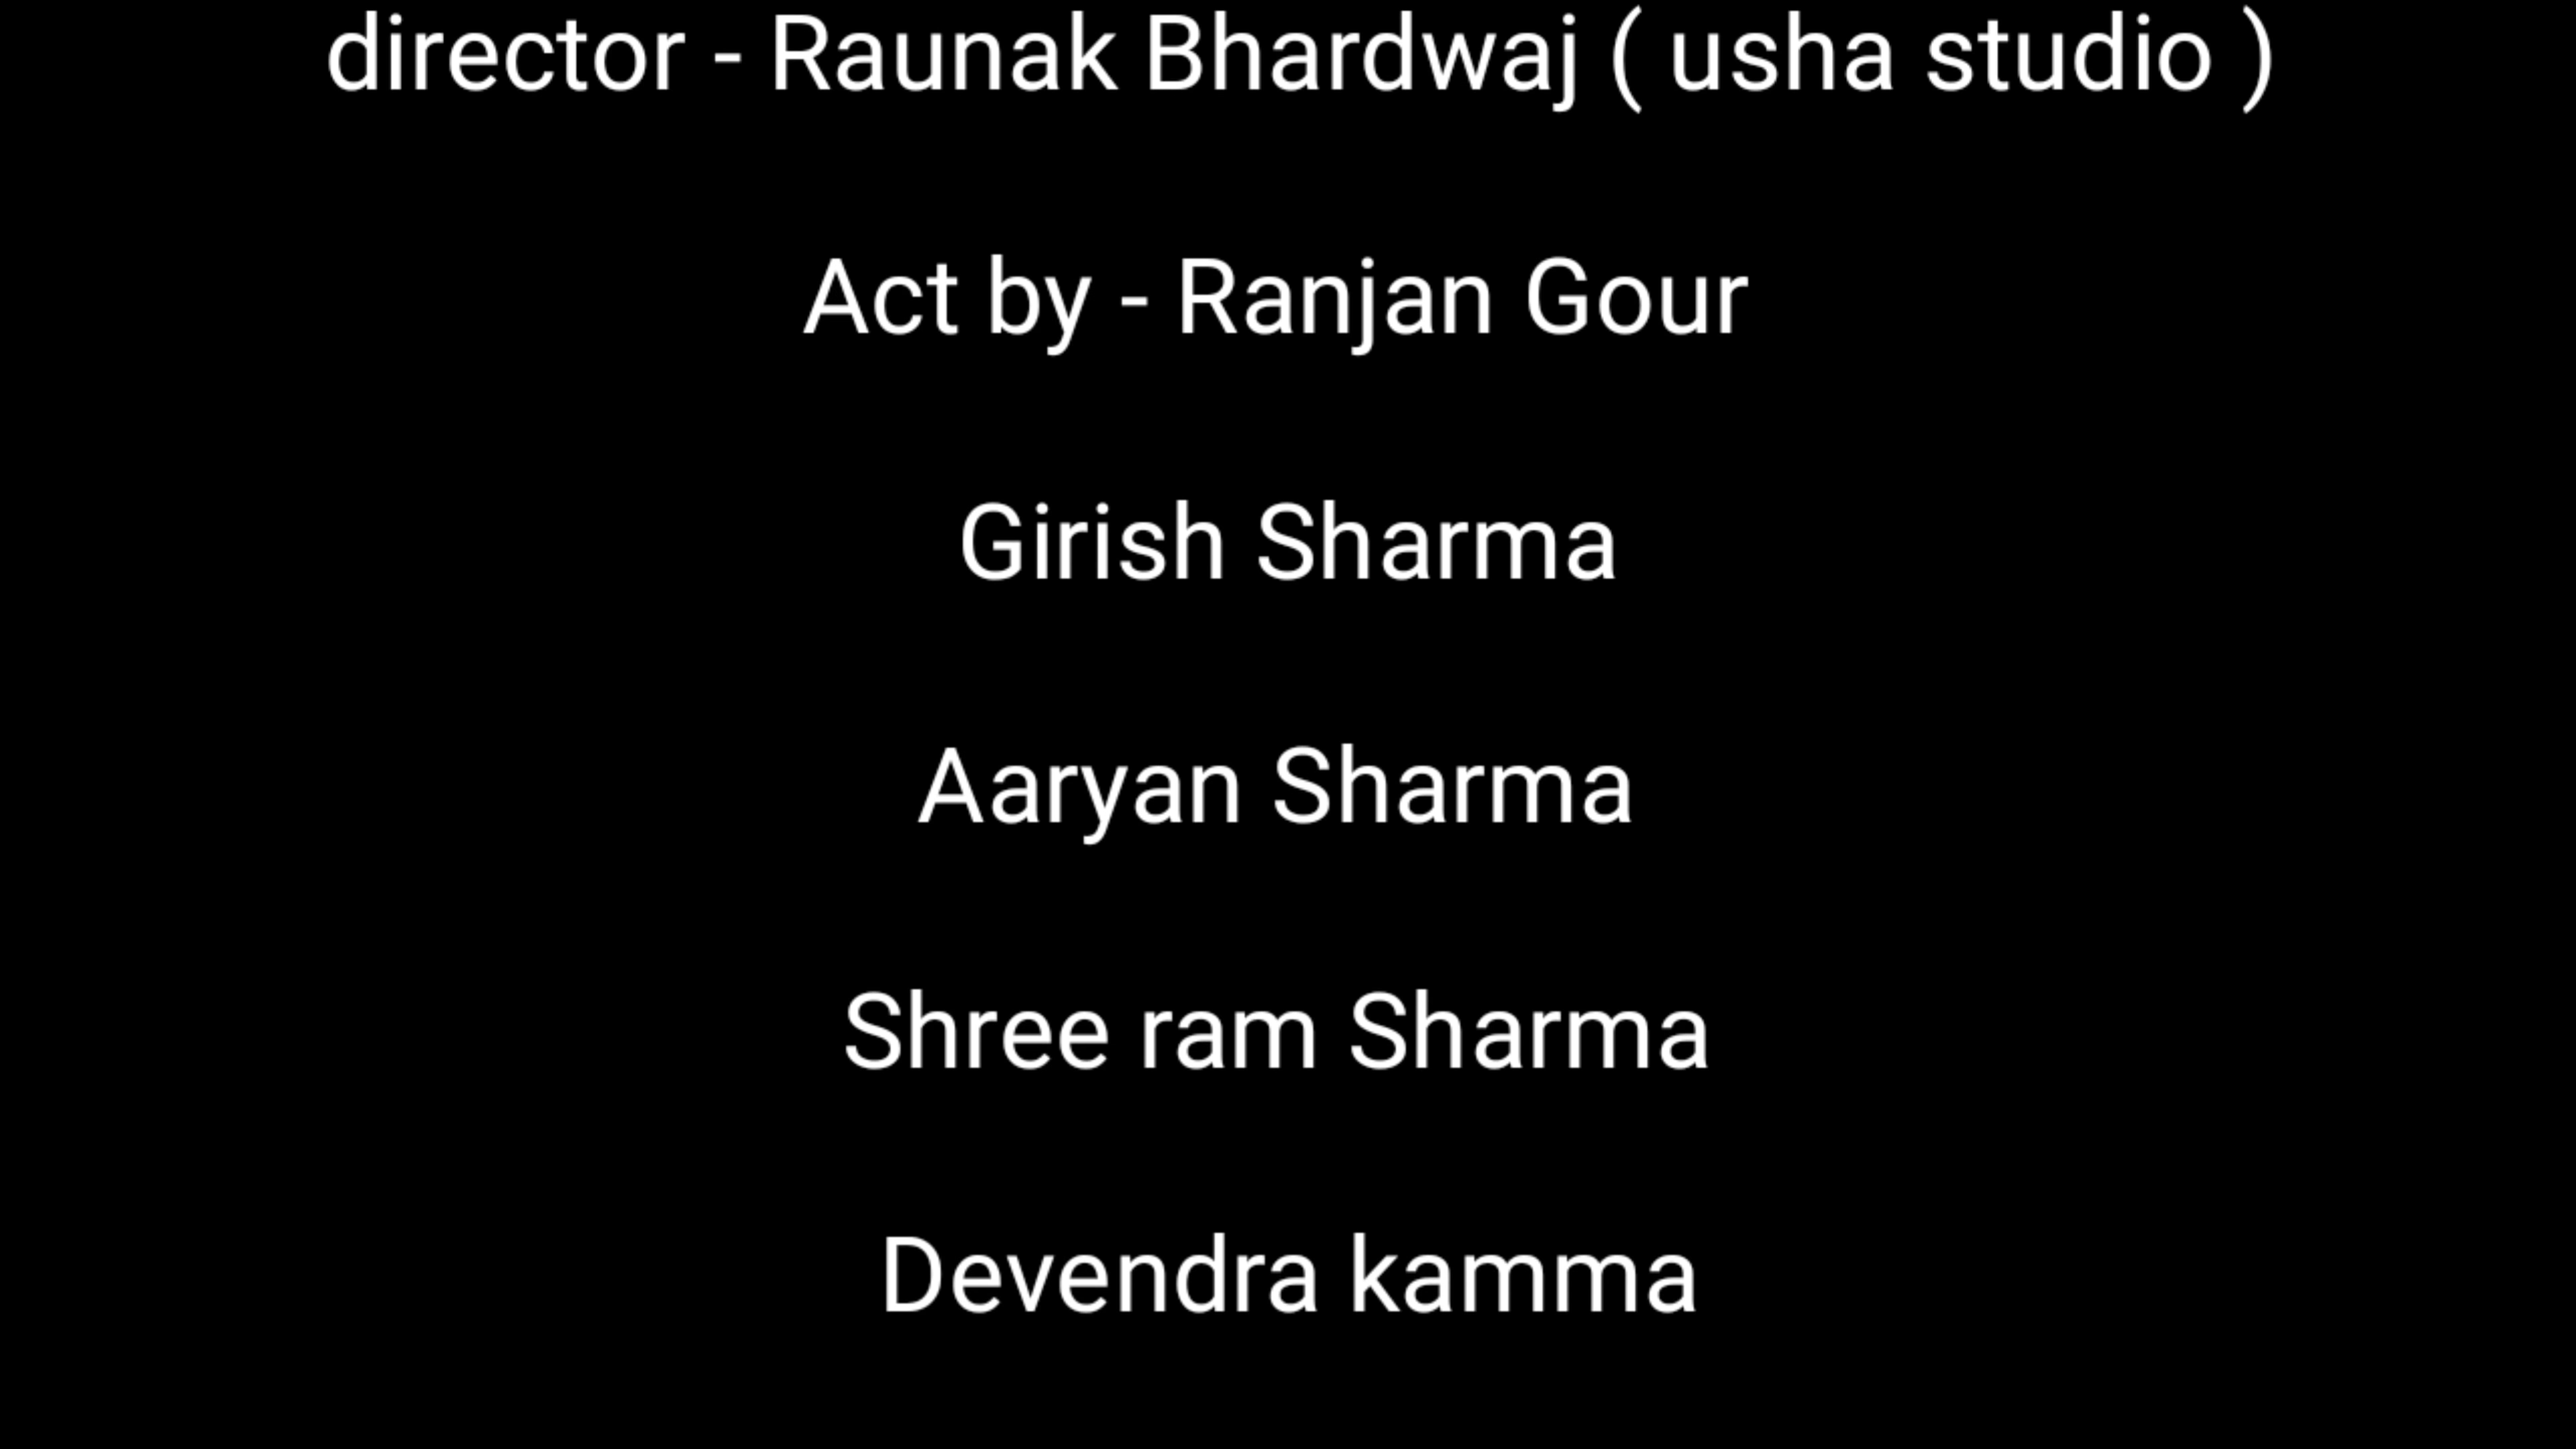 director - Raunak Bhardwaj ( usha studio )
Act by - Ranjan Gour
Girish Sharma
Aaryan Sharma
Shree ram Sharma
Devendra kamma